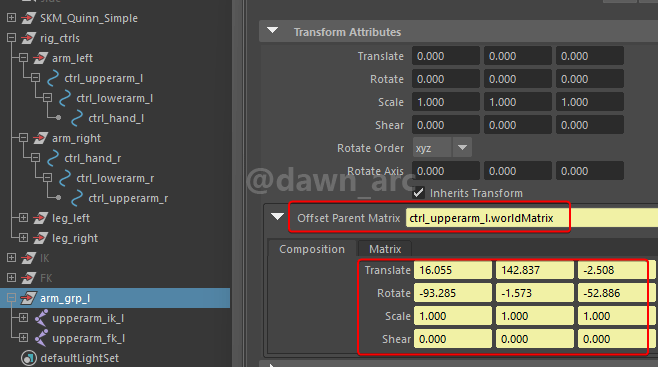 SKM_Quinn_Simple
rig_ctrls
arm_left
ctrl_upperarm_l
ctrl_lowerarm_l
ctrl_hand_l
arm_right
ctrl_hand_r
ctrl_lowerarm_r
ctrl_upperarm_r
leg_left
leg_right
IK
FK
arm_grp_l
upperarm_ik_l
upperarm_fk_l
defaultLightSet
Transform Attributes
Translate 0.000 0.000 0.000
Rotate 0.000 0.000 0.000
Scale 1.000 1.000 1.000
Shear 0.000 0.000 0.000
Rotate Order xyz
Rotate Axis 0.000 0.000 0.000
@dawn_arc
Inherits Transform
Offset Parent Matrix ctrl_upperarm_l.worldMatrix
Composition Matrix
Translate 16.055 142.837 -2.508
Rotate -93.285 -1.573 -52.886
Scale 1.000 1.000 1.000
Shear 0.000 0.000 0.000